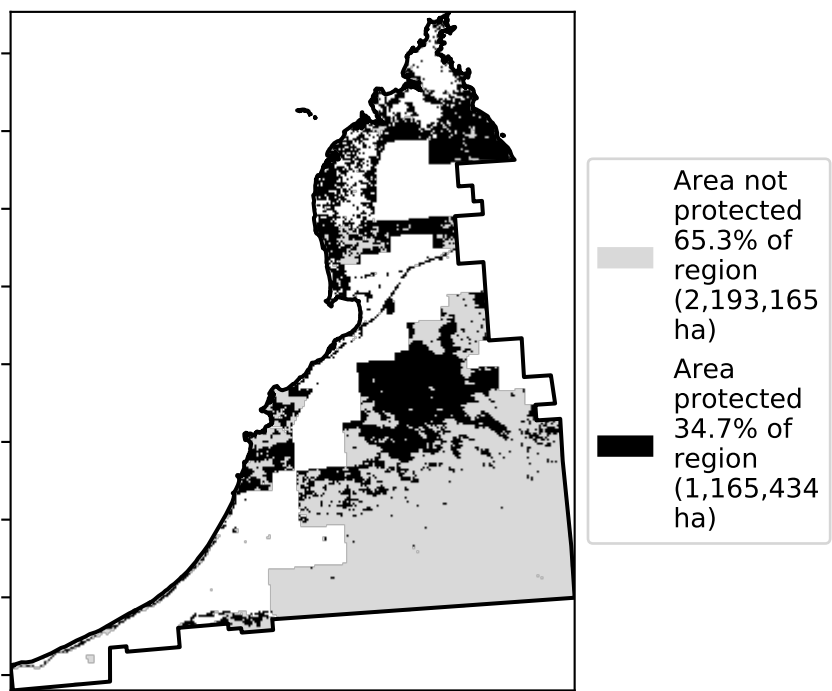 Area not
protected
65.3% of
region
(2,193,165
ha)
Area
protected
34.7% of
region
(1,165,434
ha)